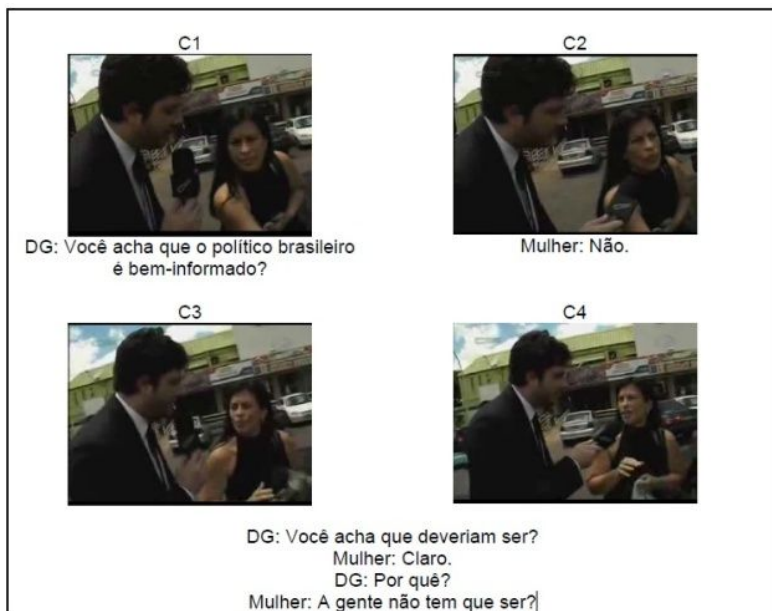 C1
C2
DG: Você acha que o político brasileiro
é bem-informado?
Mulher: Não.
C3
C4
DG: Você acha que deveriam ser?
Mulher: Claro.
DG: Por quê?
Mulher: A gente não tem que ser?